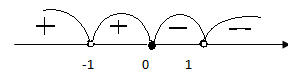 + + − −
-1 0 1